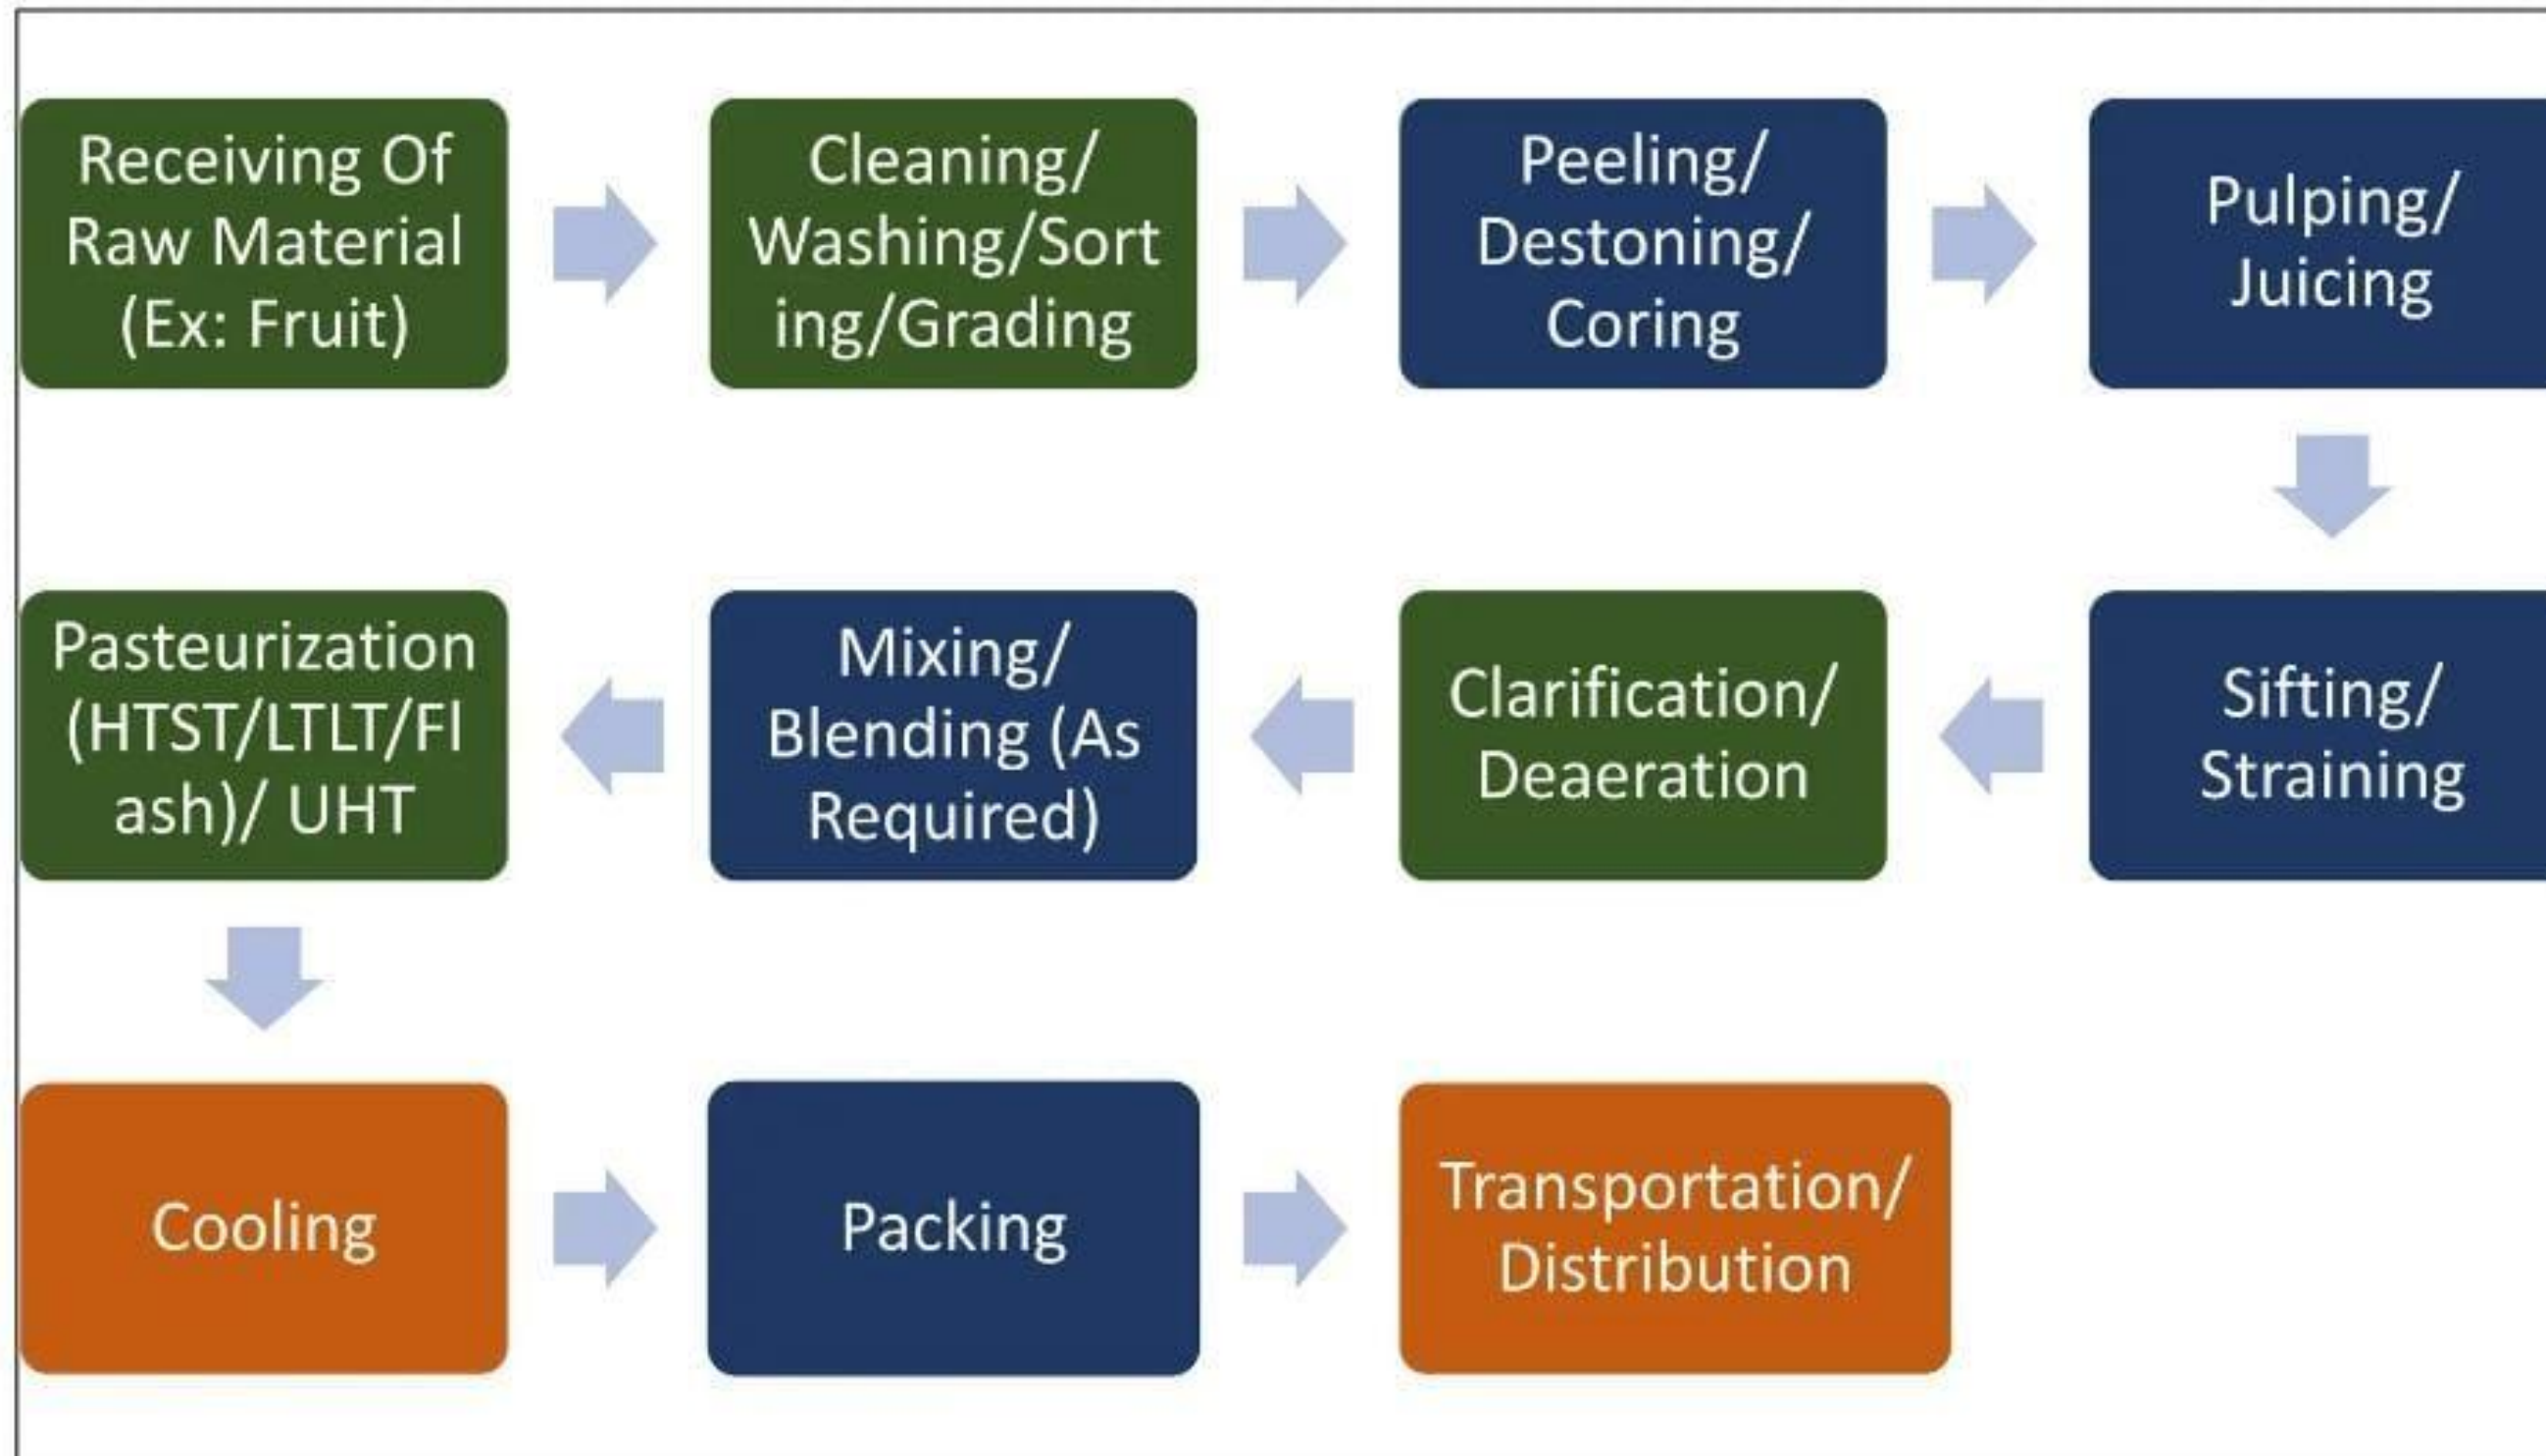 Receiving Of
Raw Material
(Ex: Fruit)
Cleaning/
Washing/Sort
ing/Grading
Peeling/
Destoning/
Coring
Pulping/
Juicing
Sifting/
Straining
Clarification/
Deaeration
Mixing/
Blending (As
Required)
Pasteurization
(HTST/LTLT/Fl
ash)/ UHT
Cooling
Packing
Transportation/
Distribution